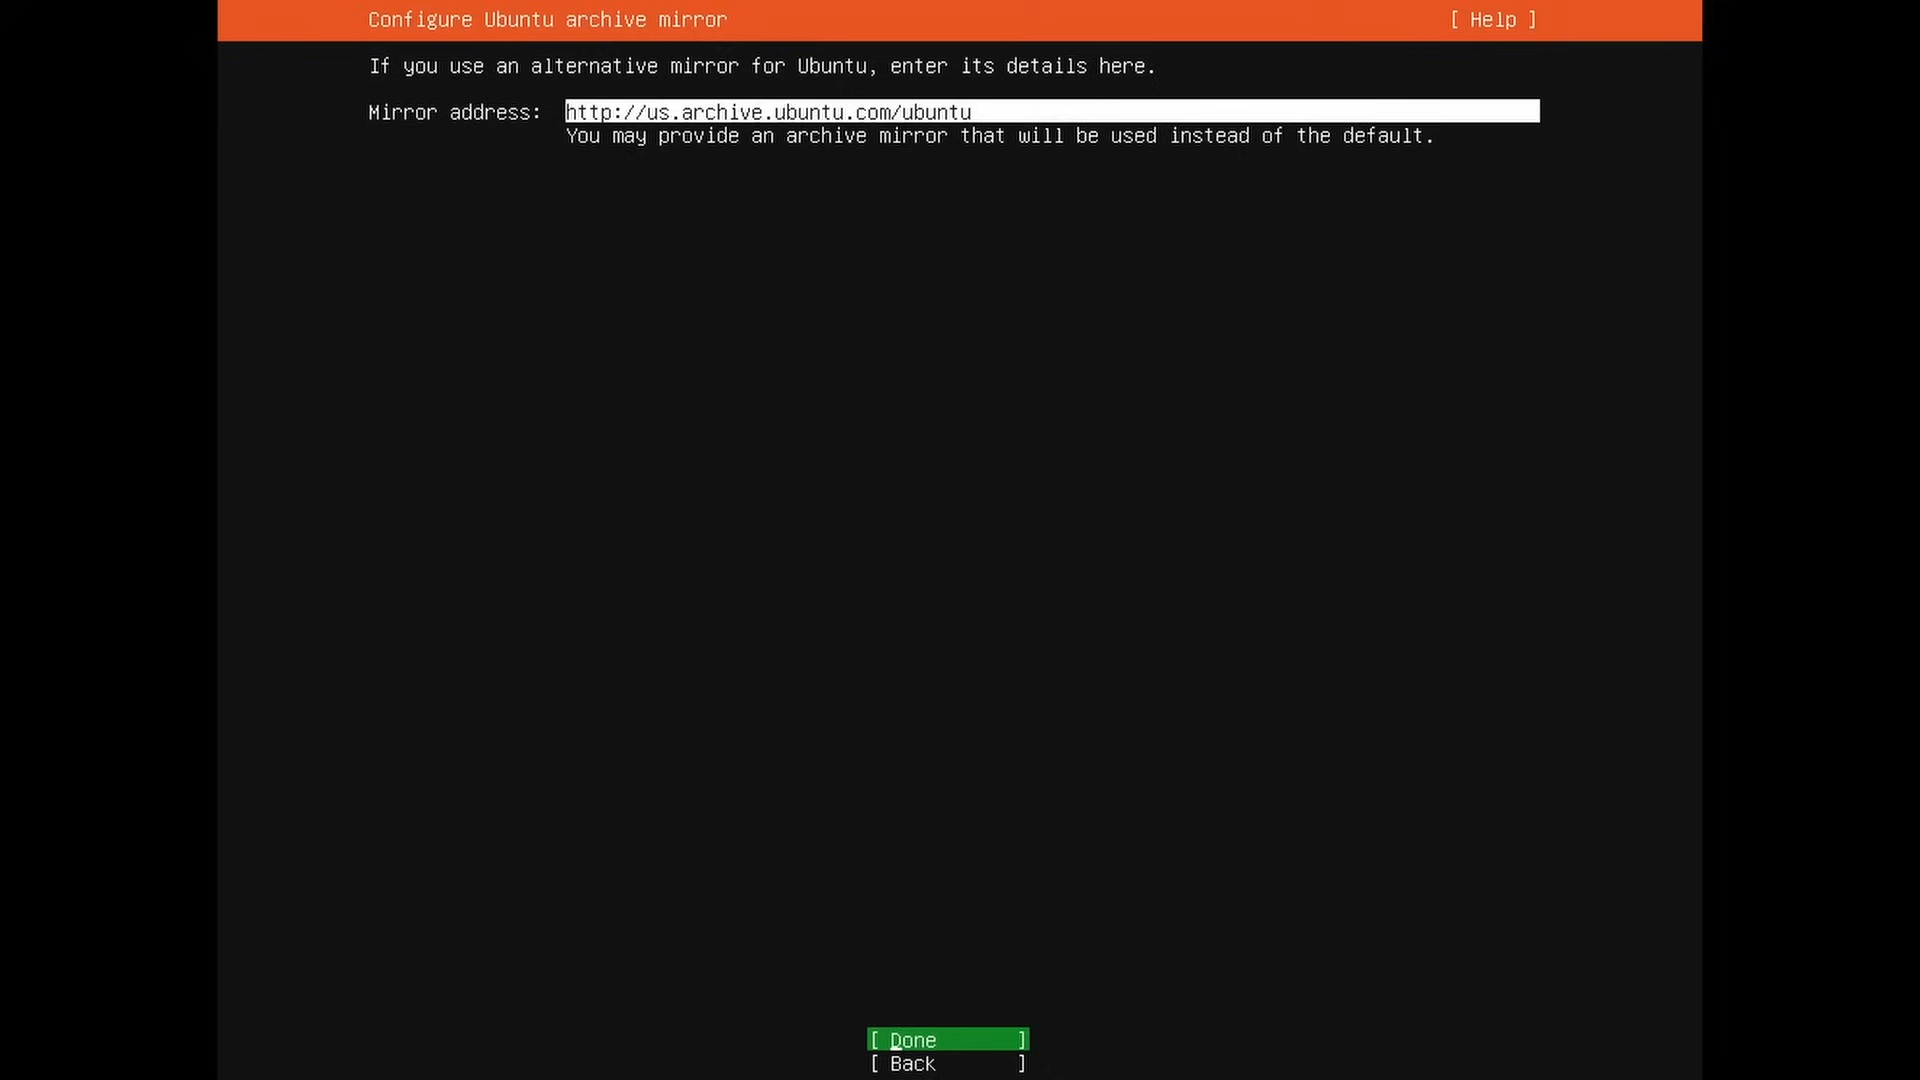 Configure Ubuntu archive mirror [ Help ]
If you use an alternative mirror for Ubuntu, enter its details here.
Mirror address: http://us.archive.ubuntu.com/ubuntu
You may provide an archive mirror that will be used instead of the default.
[ Done ]
[ Back ]